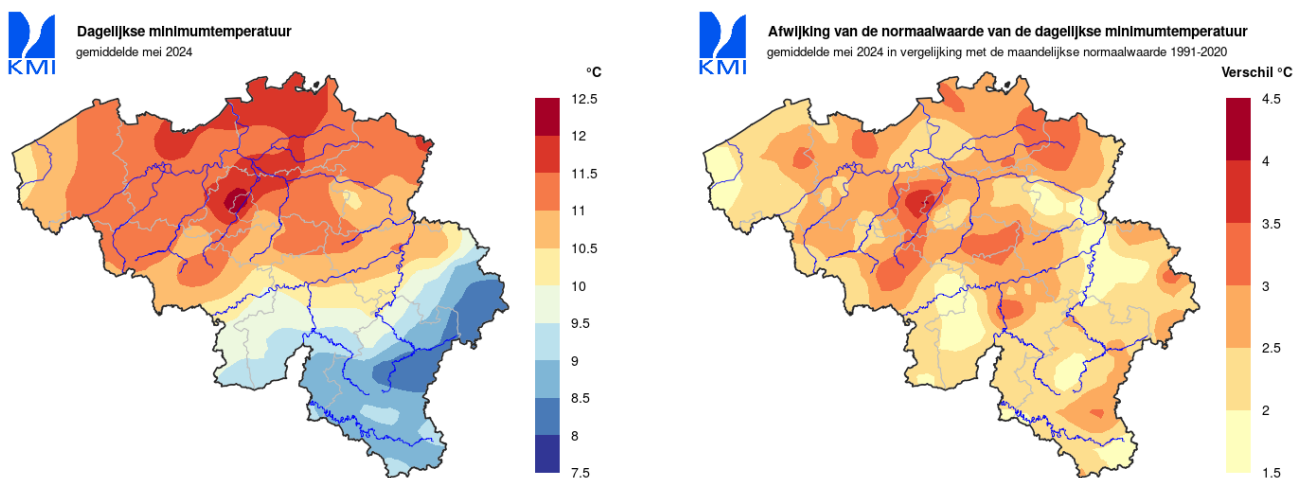 KMI
Dagelijkse minimumtemperatuur
gemiddelde mei 2024
°C
12.5
12
11.5
11
10.5
10
9.5
9
8.5
8
7.5
KMI
Afwijking van de normaalwaarde van de dagelijkse minimumtemperatuur
gemiddelde mei 2024 in vergelijking met de maandelijkse normaalwaarde 1991-2020
Verschil °C
4.5
4
3.5
3
2.5
2
1.5